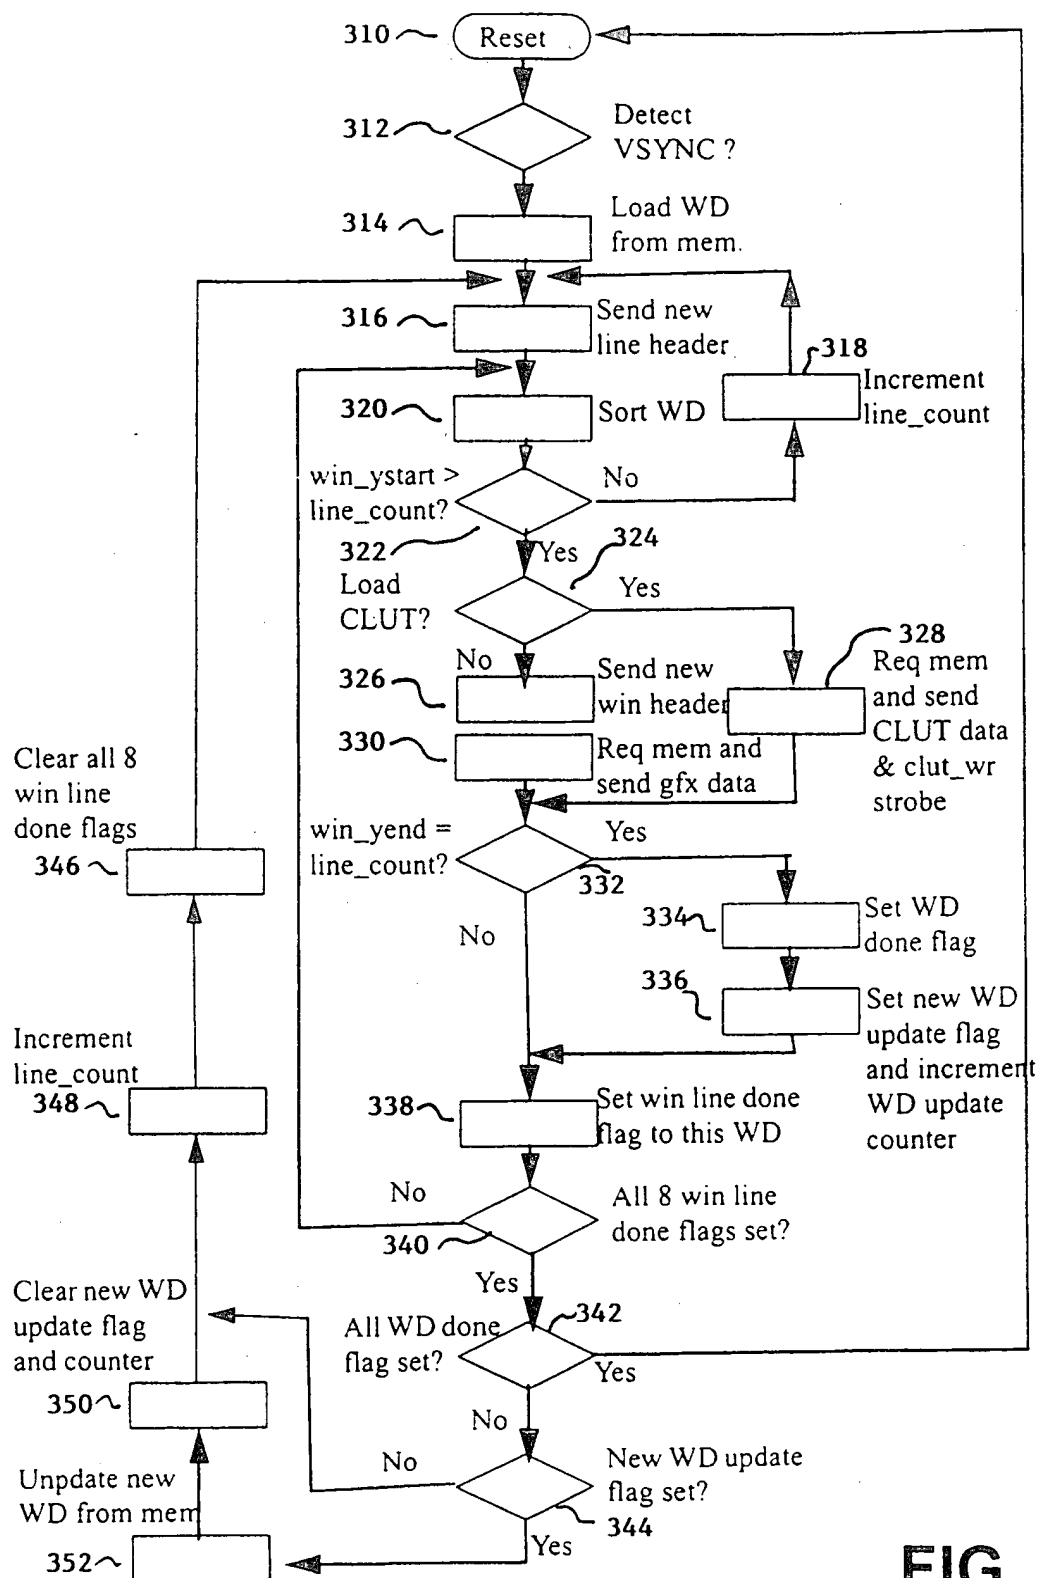 310
Reset
312
Detect
VSYNC ?
314
Load WD
from mem.
316
Send new
line header
318
Increment
line_count
320
Sort WD
win_ystart >
line_count?
No
322
Yes
324
Load
CLUT?
Yes
No
326
Send new
win header
328
Req mem
and send
CLUT data
& clut_wr
strobe
330
Req mem and
send gfx data
win_yend =
line_count?
Yes
332
No
334
Set WD
done flag
336
Set new WD
update flag
and increment
WD update
counter
338
Set win line done
flag to this WD
No
340
All 8 win line
done flags set?
Yes
342
All WD done
flag set?
Yes
No
No
New WD update
flag set?
344
Yes
Clear all 8
win line
done flags
346
Increment
line_count
348
Clear new WD
update flag
and counter
350
Unpdate new
WD from mem
352
FIG